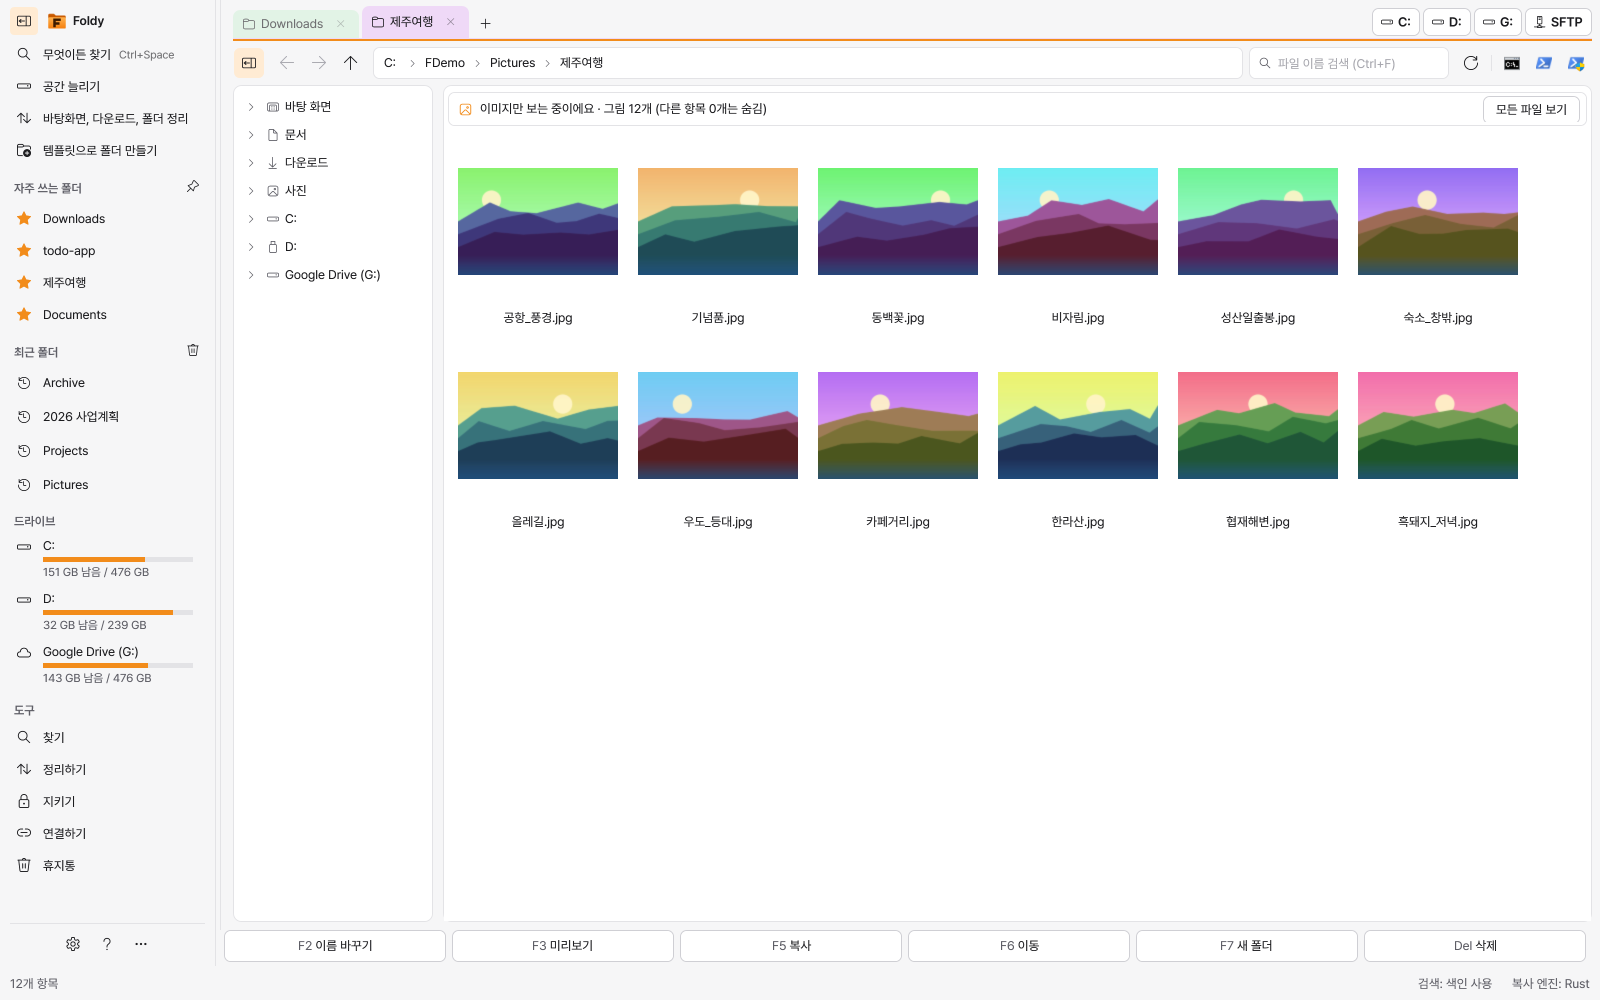 Foldy
무엇이든 찾기 Ctrl+Space
공간 늘리기
바탕화면, 다운로드, 폴더 정리
템플릿으로 폴더 만들기
자주 쓰는 폴더
Downloads
todo-app
제주여행
Documents
최근 폴더
Archive
2026 사업계획
Projects
Pictures
드라이브
C:
151 GB 남음 / 476 GB
D:
32 GB 남음 / 239 GB
Google Drive (G:)
143 GB 남음 / 476 GB
도구
찾기
정리하기
지키기
연결하기
휴지통
Downloads 제주여행
C: D: G: SFTP
C: FDemo Pictures 제주여행
파일 이름 검색 (Ctrl+F)
바탕 화면
문서
다운로드
사진
C:
D:
Google Drive (G:)
이미지만 보는 중이에요 · 그림 12개 (다른 항목 0개는 숨김)
모든 파일 보기
공항_풍경.jpg 기념품.jpg 동백꽃.jpg 비자림.jpg 성산일출봉.jpg 숙소_창밖.jpg
올레길.jpg 우도_등대.jpg 카페거리.jpg 한라산.jpg 협재해변.jpg 흑돼지_저녁.jpg
F2 이름 바꾸기 F3 미리보기 F5 복사 F6 이동 F7 새 폴더 Del 삭제
12개 항목
검색: 색인 사용 복사 엔진: Rust